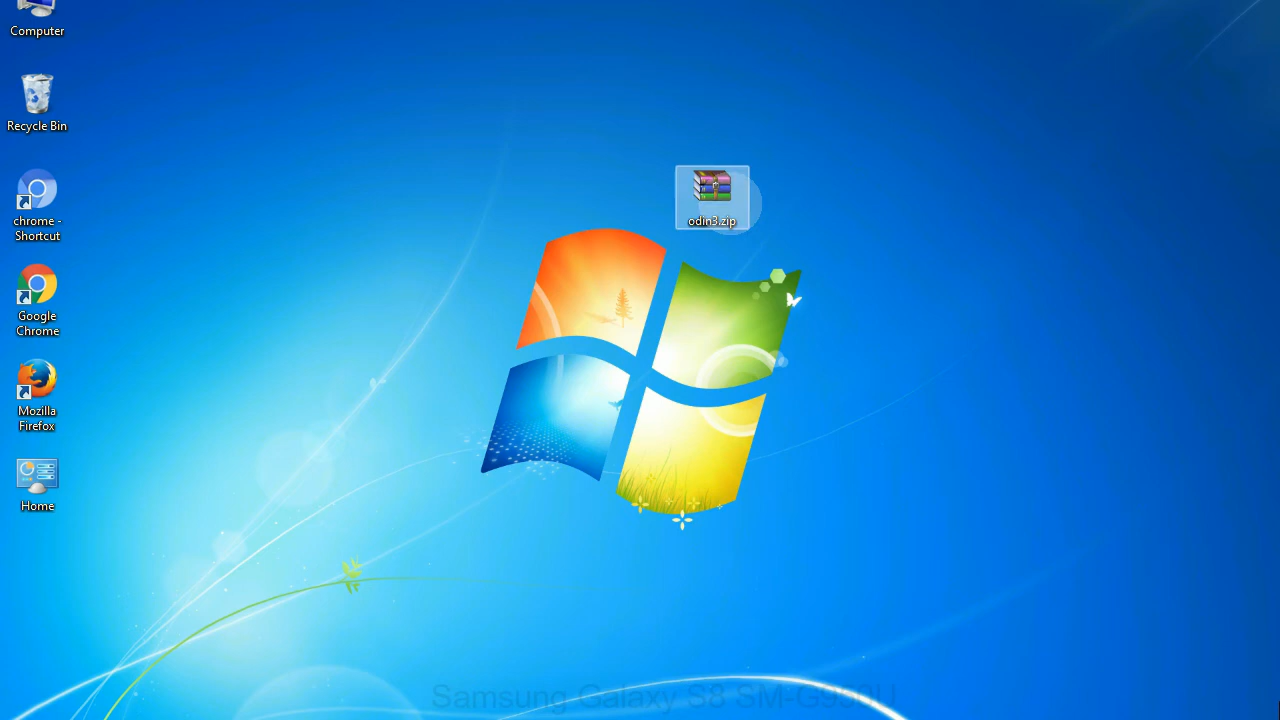 Computer
Recycle Bin
chrome -
Shortcut
Google
Chrome
Mozilla
Firefox
Home
odin3.zip
Samsung Galaxy S8 SM-G950U